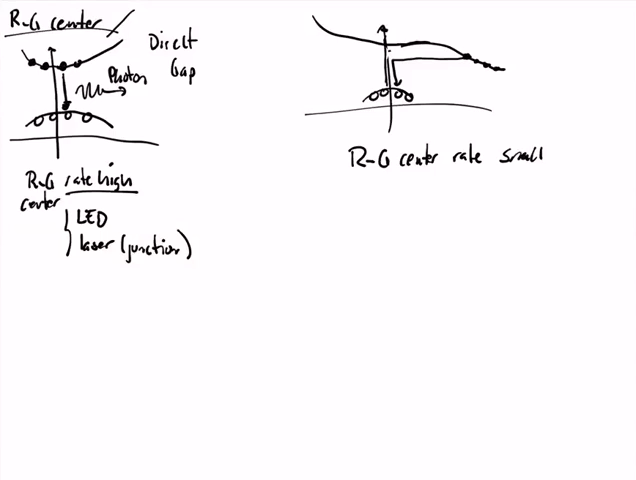 R-G center
Direct
Gap
Photon
R-G rate high
center
LED
laser (junction)
R-G center rate small